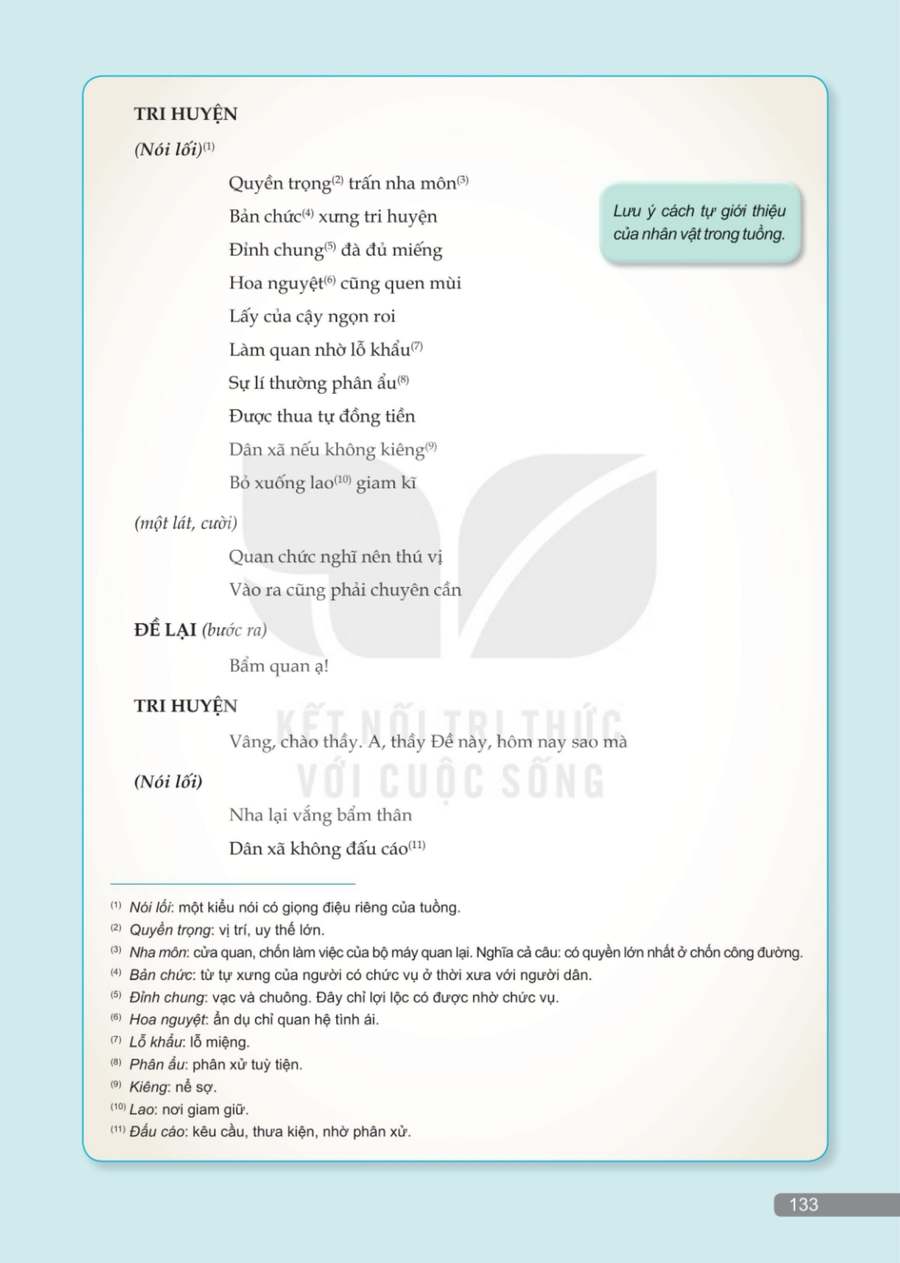 TRI HUYỆN
(Nói lối)(1)
Quyền trọng(2) trấn nha môn(3)
Bản chức(4) xưng tri huyện
Đỉnh chung(5) đà đủ miếng
Hoa nguyệt(6) cũng quen mùi
Lấy của cậy ngọn roi
Làm quan nhờ lỗ khẩu(7)
Sự lí thường phân ẩu(8)
Được thua tự đồng tiền
Dân xã nếu không kiêng(9)
Bỏ xuống lao(10) giam kĩ
Lưu ý cách tự giới thiệu
của nhân vật trong tuồng.
(một lát, cười)
Quan chức nghĩ nên thú vị
Vào ra cũng phải chuyên cần
ĐỀ LẠI (bước ra)
Bẩm quan ạ!
TRI HUYỆN
Vâng, chào thầy. A, thầy Đề này, hôm nay sao mà
(Nói lối)
Nha lại vắng bẩm thân
Dân xã không đấu cáo(11)
KẾT NỐI TRI THỨC
VỚI CUỘC SỐNG
(1) Nói lối: một kiểu nói có giọng điệu riêng của tuồng.
(2) Quyền trọng: vị trí, uy thế lớn.
(3) Nha môn: cửa quan, chốn làm việc của bộ máy quan lại. Nghĩa cả câu: có quyền lớn nhất ở chốn công đường.
(4) Bản chức: từ tự xưng của người có chức vụ ở thời xưa với người dân.
(5) Đỉnh chung: vạc và chuông. Đây chỉ lợi lộc có được nhờ chức vụ.
(6) Hoa nguyệt: ẩn dụ chỉ quan hệ tình ái.
(7) Lỗ khẩu: lỗ miệng.
(8) Phân ẩu: phân xử tuỳ tiện.
(9) Kiêng: nể sợ.
(10) Lao: nơi giam giữ.
(11) Đấu cáo: kêu cầu, thưa kiện, nhờ phân xử.
133